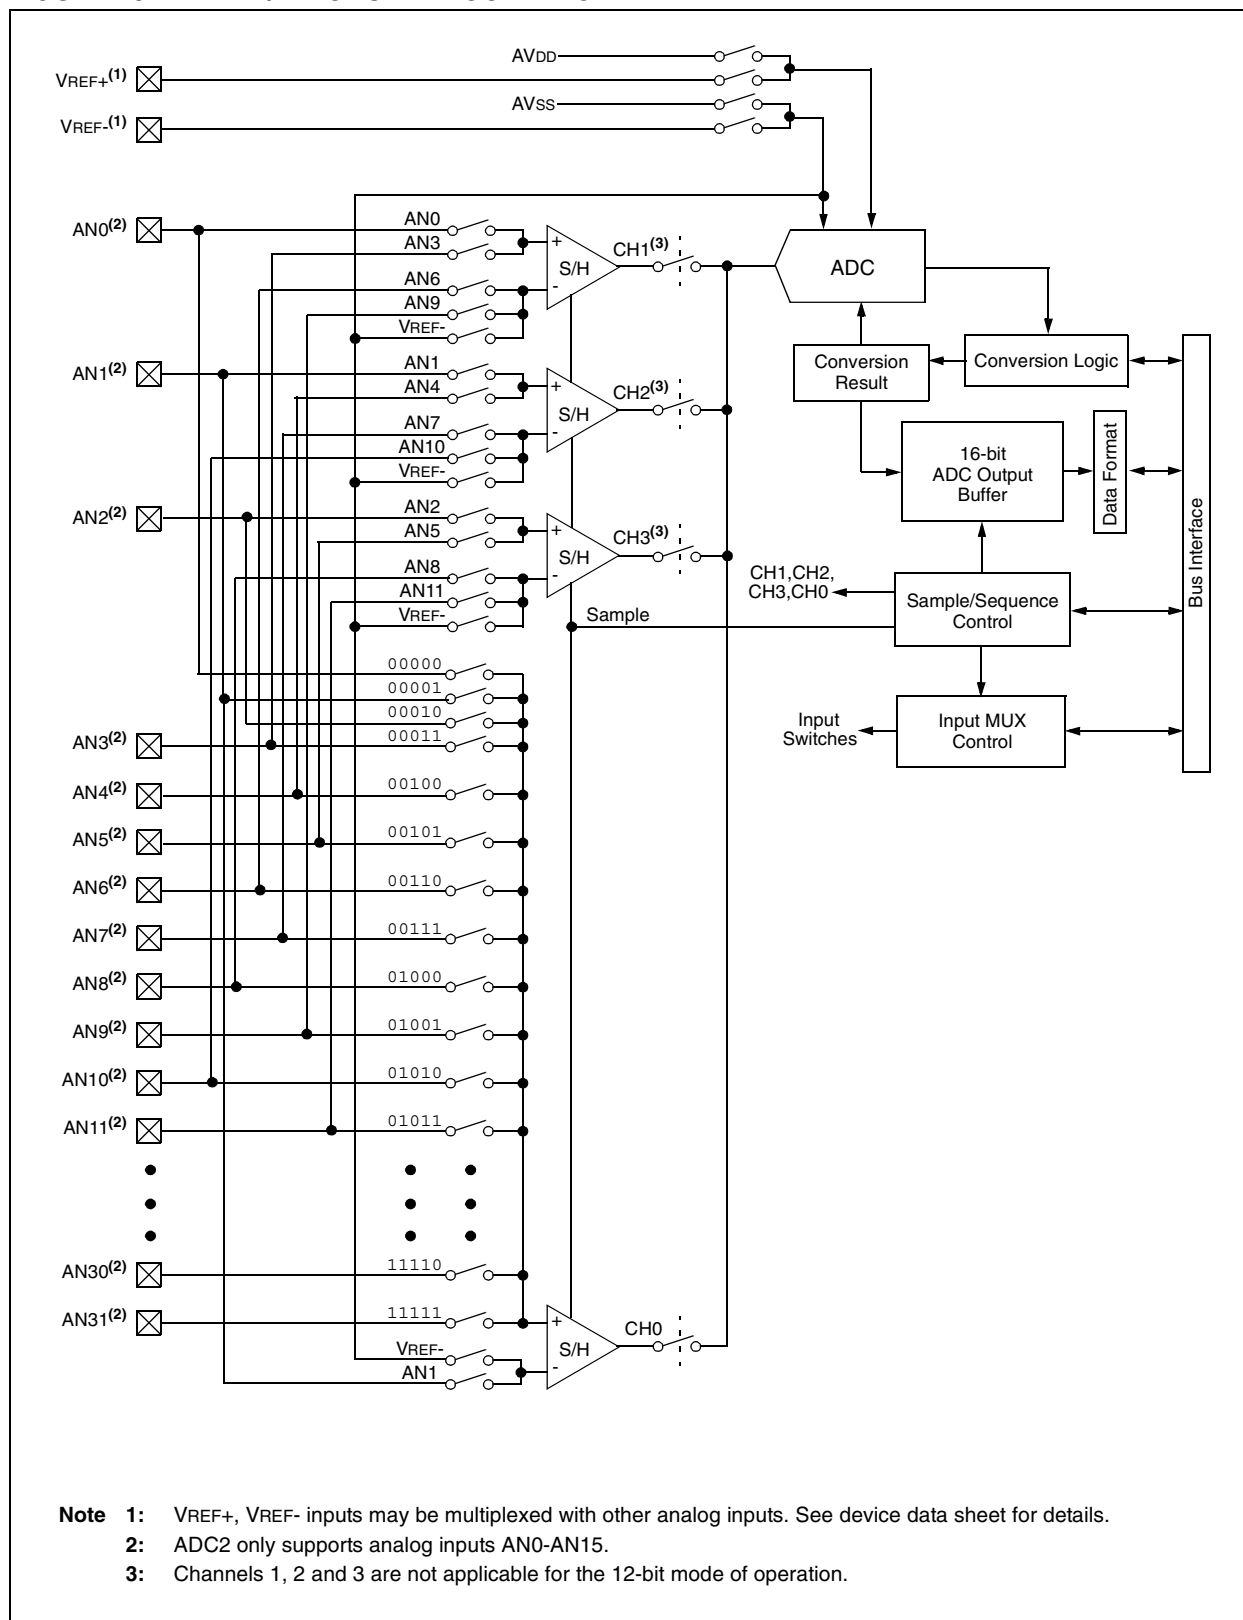 AVDD
VREF+(1)
AVSS
VREF-(1)
AN0(2)
AN0
AN3
AN6
AN9
VREF-
+
S/H
-
CH1(3)
ADC
Conversion
Result
Conversion Logic
AN1(2)
AN1
AN4
AN7
AN10
VREF-
+
S/H
-
CH2(3)
16-bit
ADC Output
Buffer
Data Format
Bus Interface
AN2(2)
AN2
AN5
AN8
AN11
VREF-
+
S/H
-
CH3(3)
CH1,CH2,
CH3,CH0
Sample/Sequence
Control
Sample
Input
Switches
Input MUX
Control
00000
00001
00010
AN3(2) 00011
AN4(2) 00100
AN5(2) 00101
AN6(2) 00110
AN7(2) 00111
AN8(2) 01000
AN9(2) 01001
AN10(2) 01010
AN11(2) 01011
AN30(2) 11110
AN31(2) 11111
VREF-
AN1
+
S/H
-
CH0
Note 1: VREF+, VREF- inputs may be multiplexed with other analog inputs. See device data sheet for details.
2: ADC2 only supports analog inputs AN0-AN15.
3: Channels 1, 2 and 3 are not applicable for the 12-bit mode of operation.